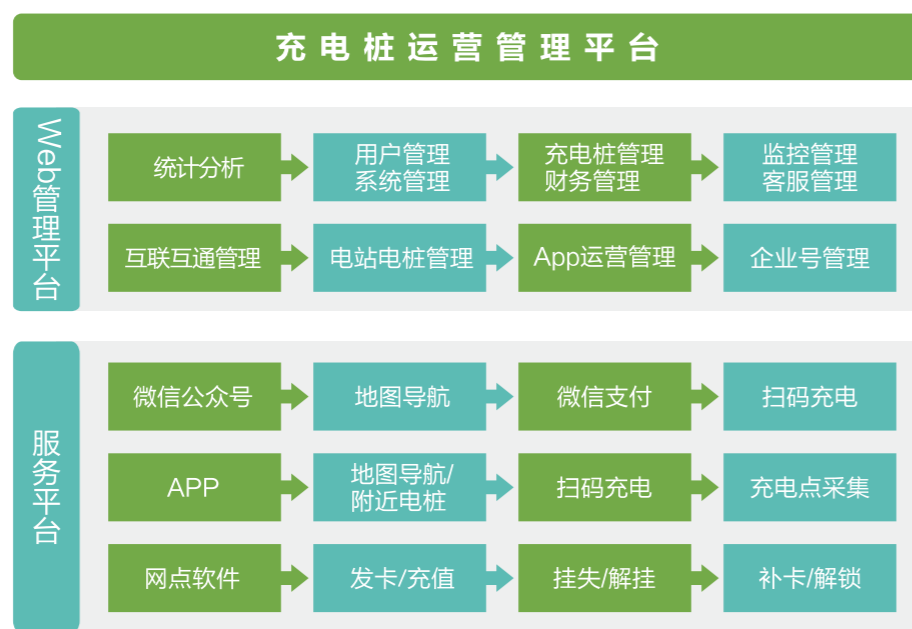 充电桩运营管理平台
Web管理平台
统计分析
用户管理
系统管理
充电桩管理
财务管理
监控管理
客服管理
互联互通管理
电站电桩管理
App运营管理
企业号管理
服务平台
微信公众号
地图导航
微信支付
扫码充电
APP
地图导航/
附近电桩
扫码充电
充电点采集
网点软件
发卡/充值
挂失/解挂
补卡/解锁